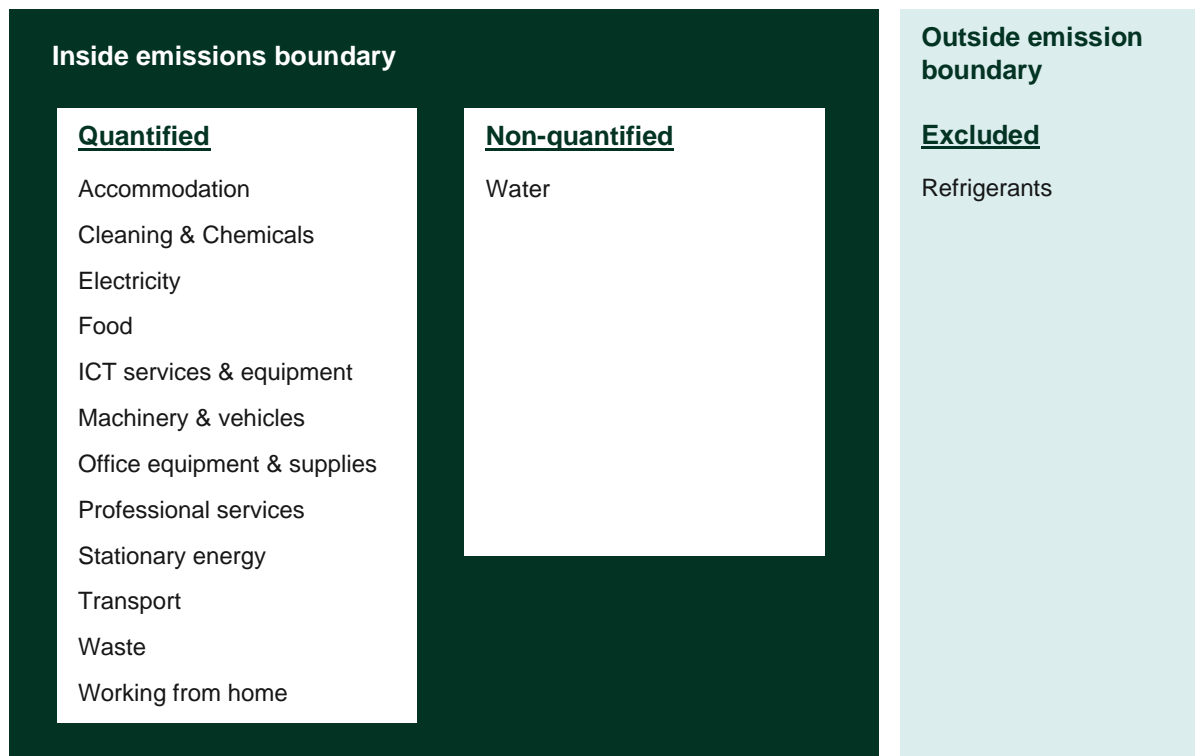 Inside emissions boundary
Quantified
Accommodation
Cleaning & Chemicals
Electricity
Food
ICT services & equipment
Machinery & vehicles
Office equipment & supplies
Professional services
Stationary energy
Transport
Waste
Working from home
Non-quantified
Water
Outside emission
boundary
Excluded
Refrigerants